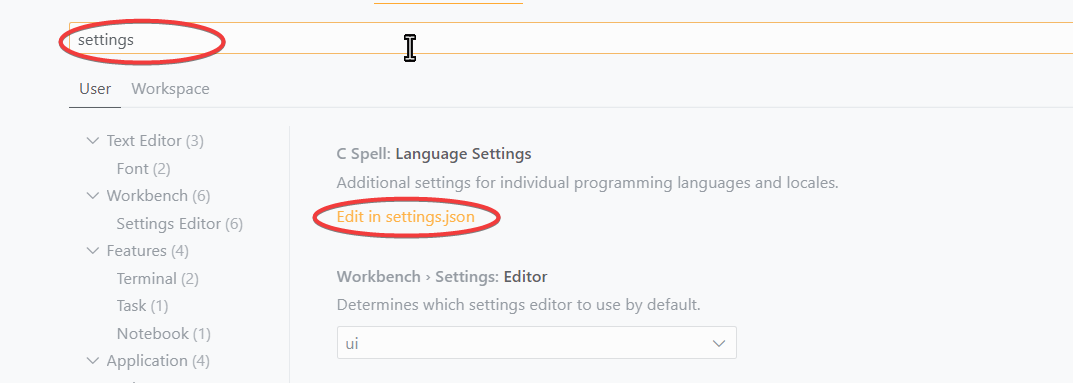 settings
User Workspace
Text Editor (3)
Font (2)
Workbench (6)
Settings Editor (6)
Features (4)
Terminal (2)
Task (1)
Notebook (1)
Application (4)
C Spell: Language Settings
Additional settings for individual programming languages and locales.
Edit in settings.json
Workbench › Settings: Editor
Determines which settings editor to use by default.
ui